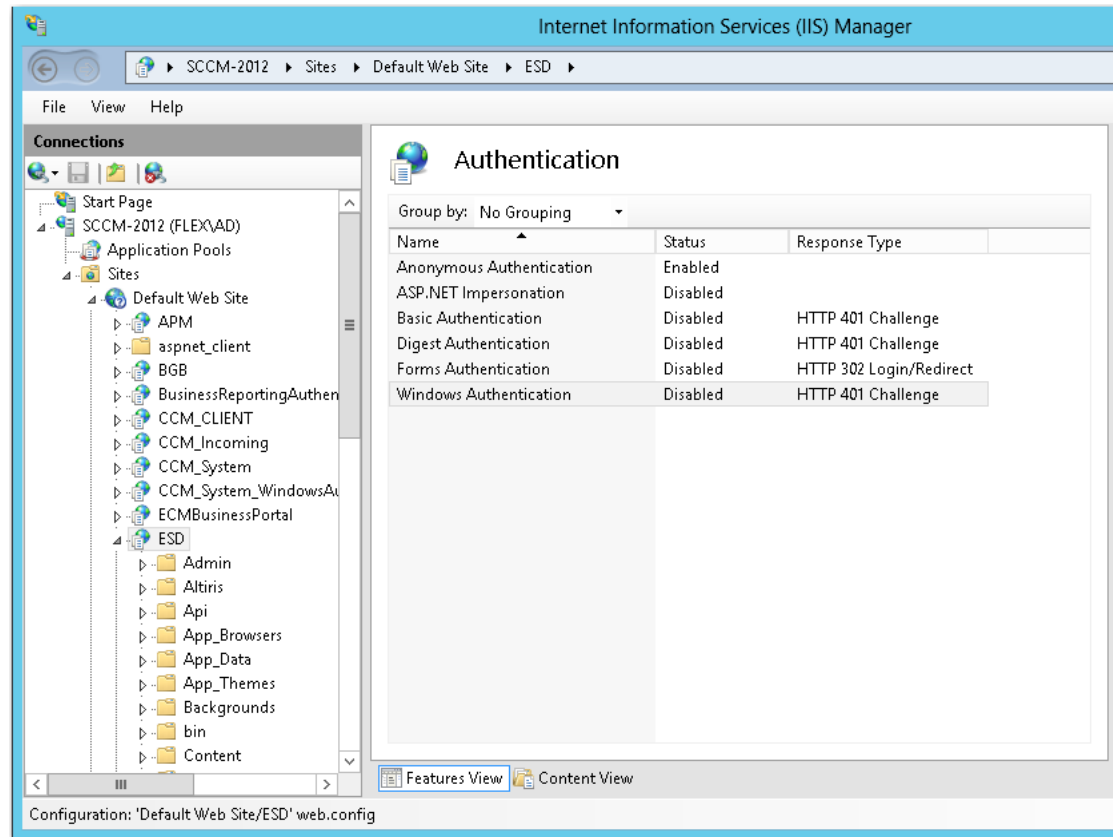 Internet Information Services (IIS) Manager
SCCM-2012 Sites Default Web Site ESD
File View Help
Connections
Start Page
SCCM-2012 (FLEX\AD)
Application Pools
Sites
Default Web Site
APM
aspnet_client
BGB
BusinessReportingAuthen
CCM_CLIENT
CCM_Incoming
CCM_System
CCM_System_WindowsAu
ECMBusinessPortal
ESD
Admin
Altiris
Api
App_Browsers
App_Data
App_Themes
Backgrounds
bin
Content
Authentication
Group by: No Grouping
Name Status Response Type
Anonymous Authentication Enabled
ASP.NET Impersonation Disabled
Basic Authentication Disabled HTTP 401 Challenge
Digest Authentication Disabled HTTP 401 Challenge
Forms Authentication Disabled HTTP 302 Login/Redirect
Windows Authentication Disabled HTTP 401 Challenge
Features View Content View
Configuration: 'Default Web Site/ESD' web.config